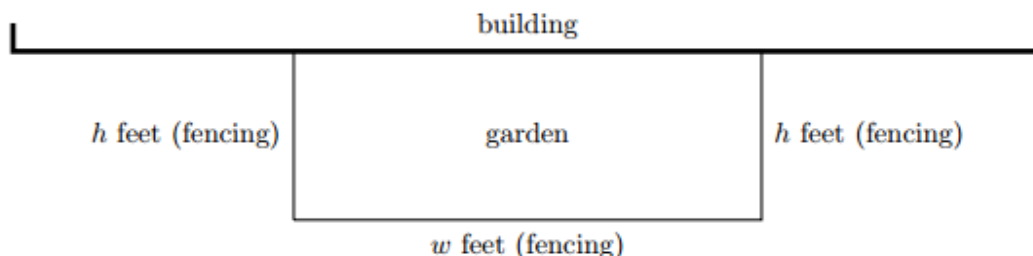 building
h feet (fencing) garden h feet (fencing)
w feet (fencing)